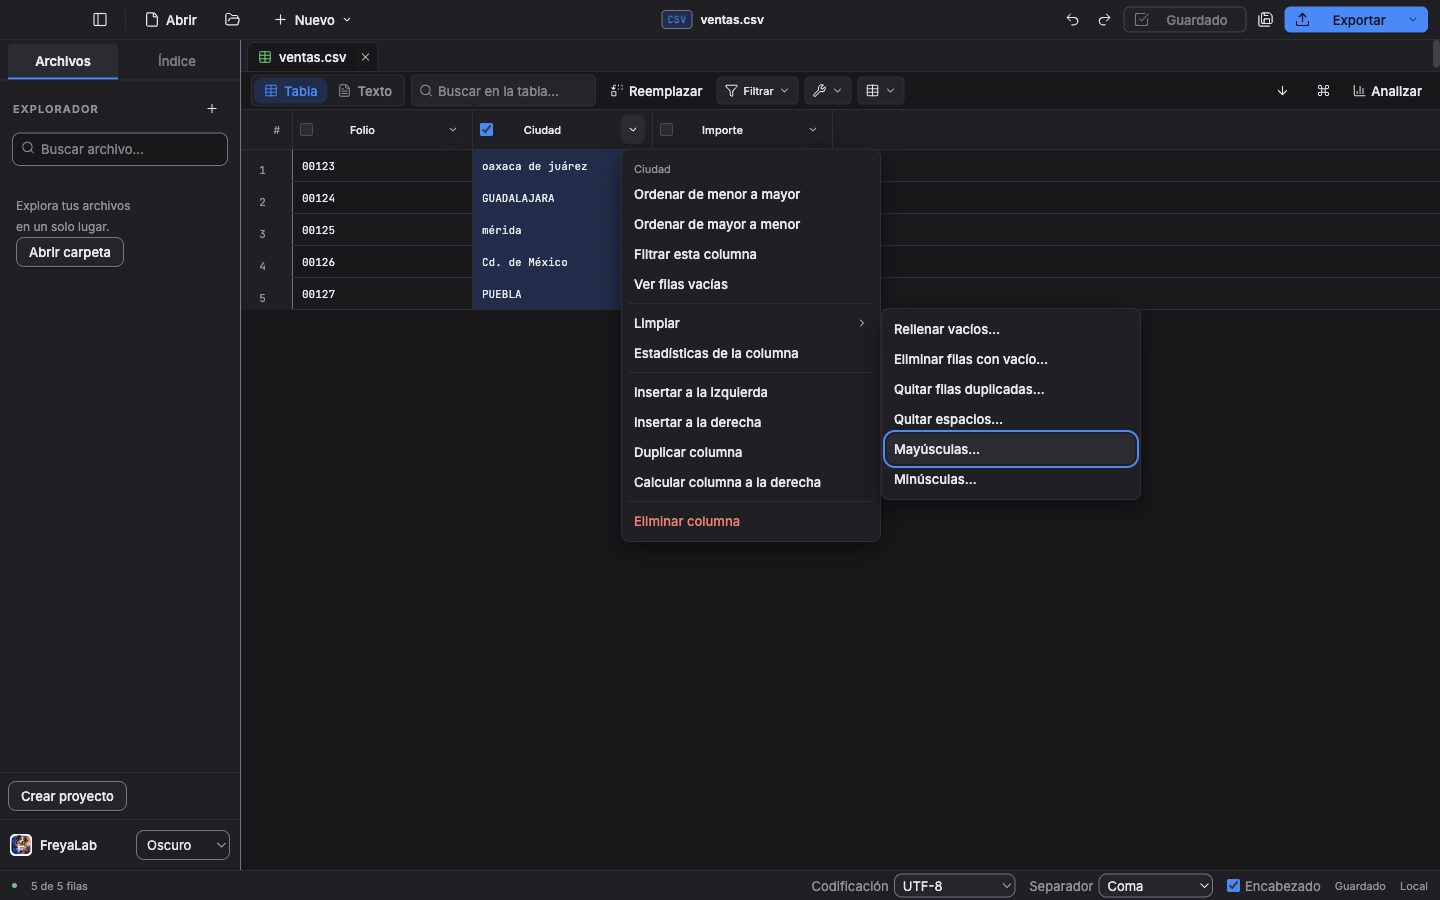 Abrir
Nuevo
CSV ventas.csv
Guardado
Exportar
Archivos
Índice
ventas.csv
EXPLORADOR
Buscar archivo...
Explora tus archivos
en un solo lugar.
Abrir carpeta
Tabla
Texto
Buscar en la tabla...
Reemplazar
Filtrar
Analizar
# Folio Ciudad Importe
1 00123 oaxaca de juárez
2 00124 GUADALAJARA
3 00125 mérida
4 00126 Cd. de México
5 00127 PUEBLA
Ciudad
Ordenar de menor a mayor
Ordenar de mayor a menor
Filtrar esta columna
Ver filas vacías
Limpiar
Estadísticas de la columna
Insertar a la izquierda
Insertar a la derecha
Duplicar columna
Calcular columna a la derecha
Eliminar columna
Rellenar vacíos...
Eliminar filas con vacío...
Quitar filas duplicadas...
Quitar espacios...
Mayúsculas...
Minúsculas...
Crear proyecto
FreyaLab
Oscuro
5 de 5 filas
Codificación UTF-8
Separador Coma
Encabezado
Guardado
Local